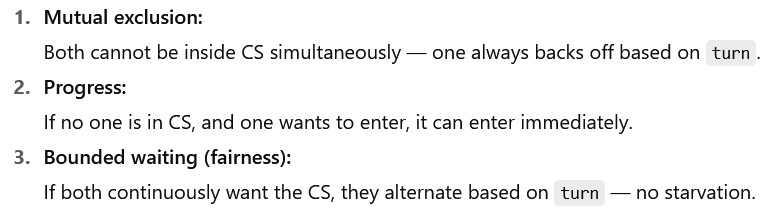 1. Mutual exclusion:
Both cannot be inside CS simultaneously — one always backs off based on turn.
2. Progress:
If no one is in CS, and one wants to enter, it can enter immediately.
3. Bounded waiting (fairness):
If both continuously want the CS, they alternate based on turn — no starvation.